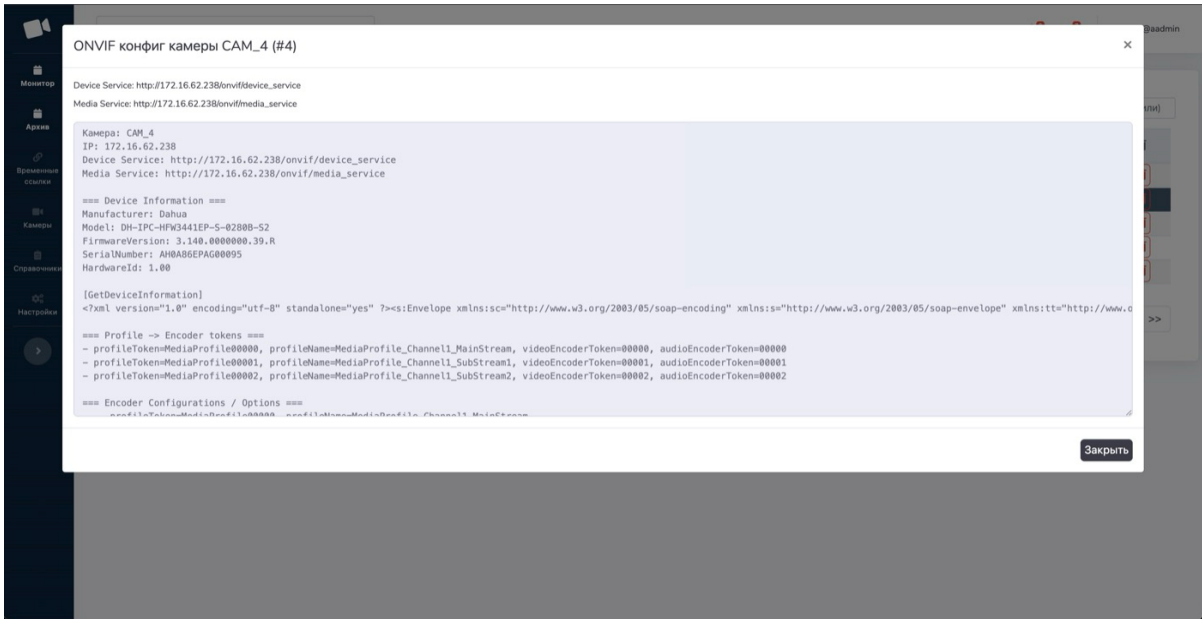 @aadmin
Монитор
Архив
Временные
ссылки
Камеры
Справочники
Настройки
ONVIF конфиг камеры CAM_4 (#4)
×
Device Service: http://172.16.62.238/onvif/device_service
Media Service: http://172.16.62.238/onvif/media_service
Камера: CAM_4
IP: 172.16.62.238
Device Service: http://172.16.62.238/onvif/device_service
Media Service: http://172.16.62.238/onvif/media_service
=== Device Information ===
Manufacturer: Dahua
Model: DH-IPC-HFW3441EP-S-0280B-S2
FirmwareVersion: 3.140.0000000.39.R
SerialNumber: AH0A86EPAG00095
HardwareId: 1.00
[GetDeviceInformation]
<?xml version="1.0" encoding="utf-8" standalone="yes" ?><s:Envelope xmlns:sc="http://www.w3.org/2003/05/soap-encoding" xmlns:s="http://www.w3.org/2003/05/soap-envelope" xmlns:tt="http://www.o
=== Profile -> Encoder tokens ===
- profileToken=MediaProfile00000, profileName=MediaProfile_Channel1_MainStream, videoEncoderToken=00000, audioEncoderToken=00000
- profileToken=MediaProfile00001, profileName=MediaProfile_Channel1_SubStream1, videoEncoderToken=00001, audioEncoderToken=00001
- profileToken=MediaProfile00002, profileName=MediaProfile_Channel1_SubStream2, videoEncoderToken=00002, audioEncoderToken=00002
=== Encoder Configurations / Options ===
profileToken=MediaProfile00000, profileName=MediaProfile_Channel1_MainStream
Закрыть
или)
>>